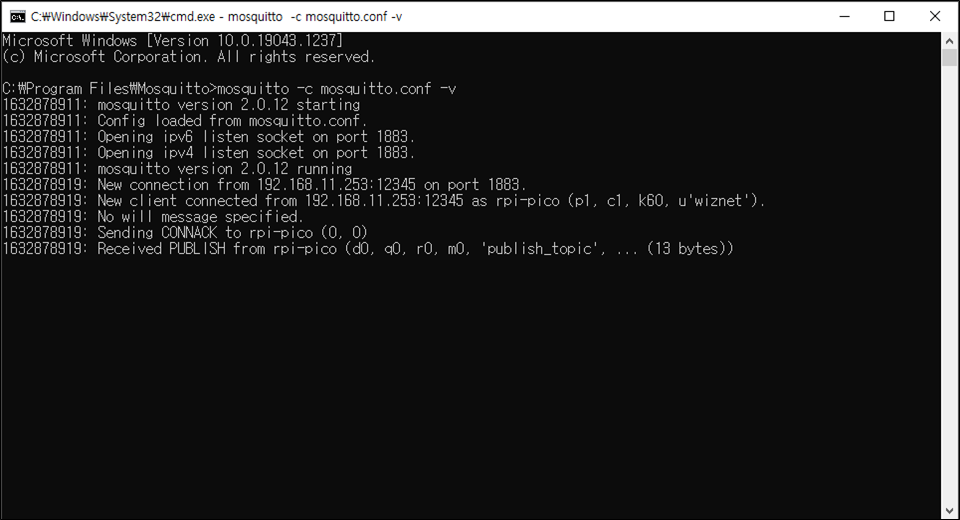 C:₩Windows₩System32₩cmd.exe - mosquitto  -c mosquitto.conf -v
Microsoft Windows [Version 10.0.19043.1237]
(c) Microsoft Corporation. All rights reserved.
C:₩Program Files₩Mosquitto>mosquitto -c mosquitto.conf -v
1632878911: mosquitto version 2.0.12 starting
1632878911: Config loaded from mosquitto.conf.
1632878911: Opening ipv6 listen socket on port 1883.
1632878911: Opening ipv4 listen socket on port 1883.
1632878911: mosquitto version 2.0.12 running
1632878919: New connection from 192.168.11.253:12345 on port 1883.
1632878919: New client connected from 192.168.11.253:12345 as rpi-pico (p1, c1, k60, u'wiznet').
1632878919: No will message specified.
1632878919: Sending CONNACK to rpi-pico (0, 0)
1632878919: Received PUBLISH from rpi-pico (d0, q0, r0, m0, 'publish_topic', ... (13 bytes))